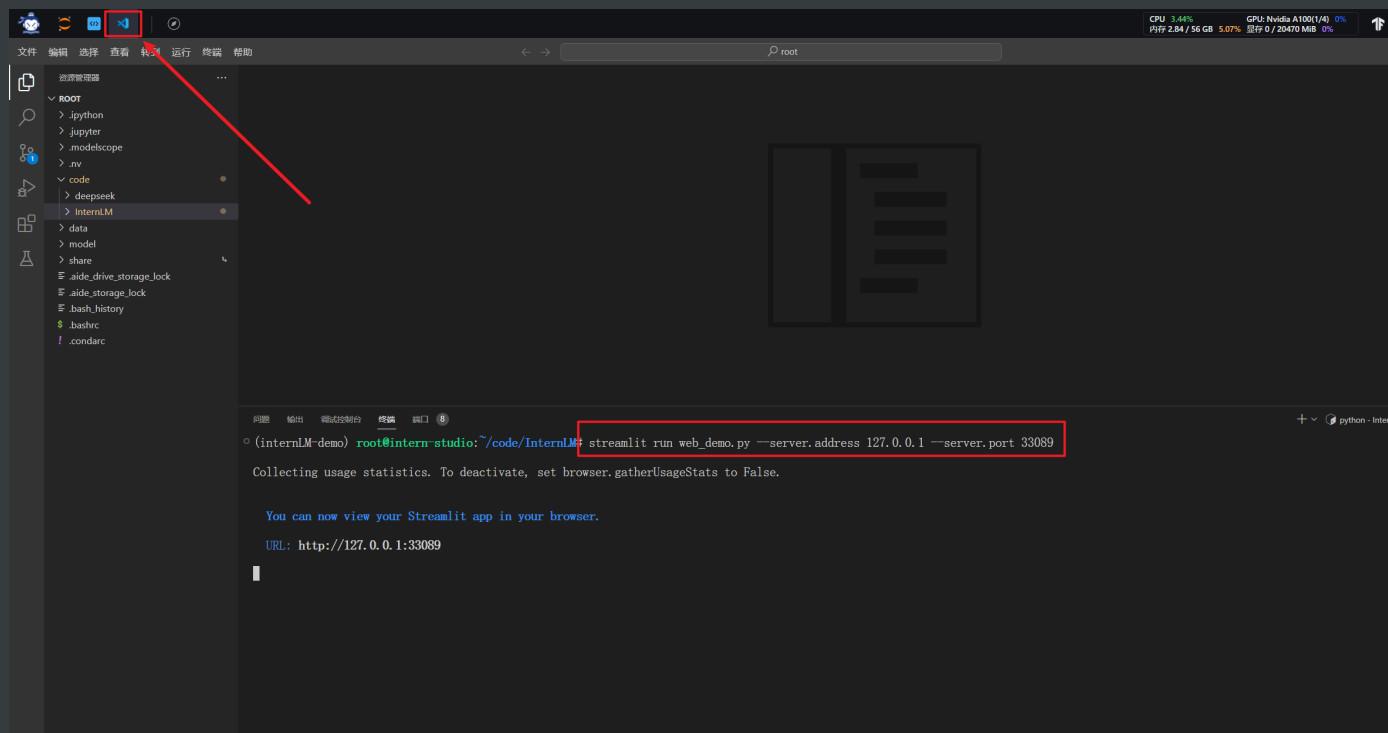 CPU 3.44% GPU: Nvidia A100(1/4) 0%
内存 2.84 / 56 GB 5.07% 显存 0 / 20470 MiB 0%
文件 编辑 选择 查看 转到 运行 终端 帮助
root
资源管理器
ROOT
.ipython
.jupyter
.modelscope
.nv
code
deepseek
InternLM
data
model
share
.aide_drive_storage_lock
.aide_storage_lock
.bash_history
$ .bashrc
! .condarc
1
问题 输出 调试控制台 终端 端口 8
python - Inte
(internLM-demo) root@intern-studio:~/code/InternLM# streamlit run web_demo.py --server.address 127.0.0.1 --server.port 33089
Collecting usage statistics. To deactivate, set browser.gatherUsageStats to False.
You can now view your Streamlit app in your browser.
URL: http://127.0.0.1:33089